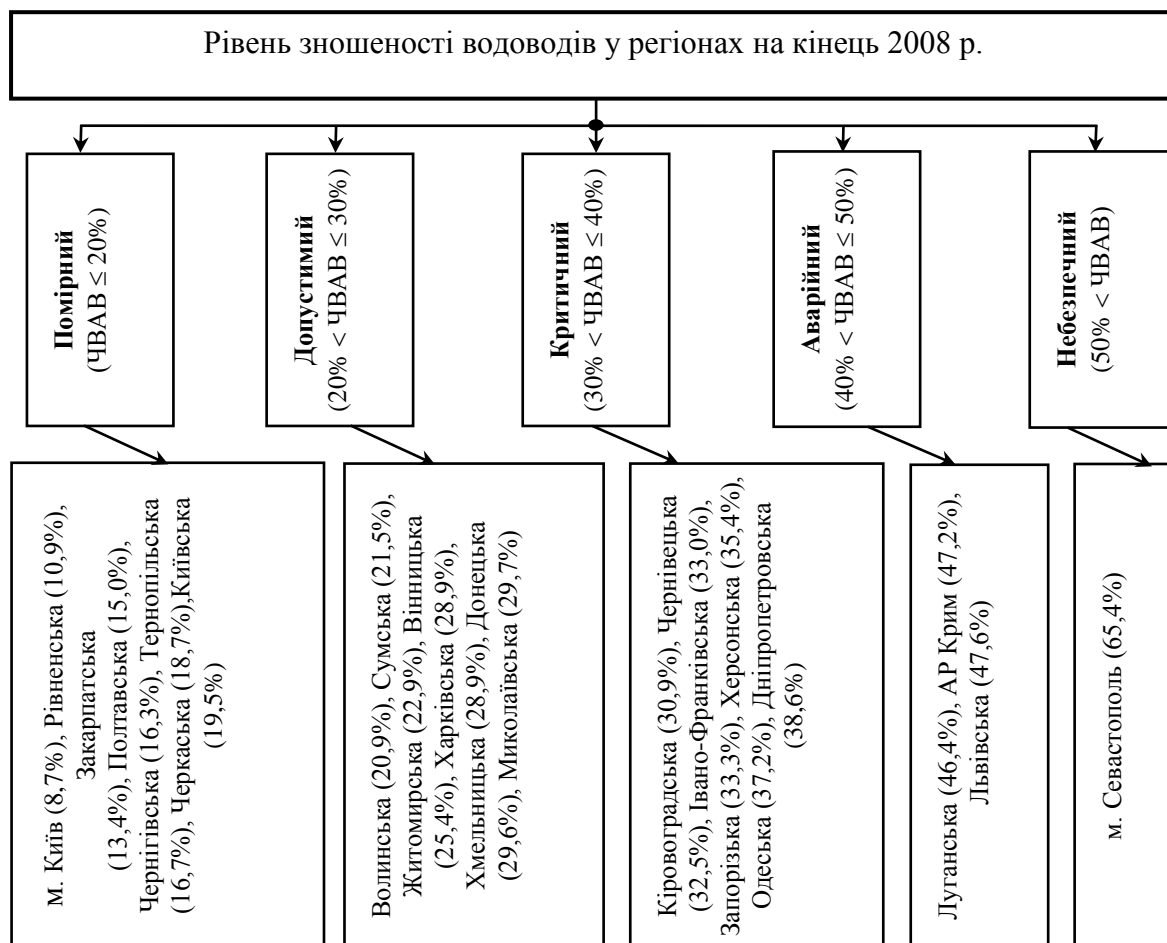 Рівень зношеності водоводів у регіонах на кінець 2008 р.
Помірний
(ЧВАВ ≤ 20%)
Допустимий
(20% < ЧВАВ ≤ 30%)
Критичний
(30% < ЧВАВ ≤ 40%)
Аварійний
(40% < ЧВАВ ≤ 50%)
Небезпечний
(50% < ЧВАВ)
м. Київ (8,7%), Рівненська (10,9%),
Закарпатська
(13,4%), Полтавська (15,0%),
Чернігівська (16,3%), Тернопільська
(16,7%), Черкаська (18,7%),Київська
(19,5%)
Волинська (20,9%), Сумська (21,5%),
Житомирська (22,9%), Вінницька
(25,4%), Харківська (28,9%),
Хмельницька (28,9%), Донецька
(29,6%), Миколаївська (29,7%)
Кіровоградська (30,9%), Чернівецька
(32,5%), Івано-Франківська (33,0%),
Запорізька (33,3%), Херсонська (35,4%),
Одеська (37,2%), Дніпропетровська
(38,6%)
Луганська (46,4%), АР Крим (47,2%),
Львівська (47,6%)
м. Севастополь (65,4%)